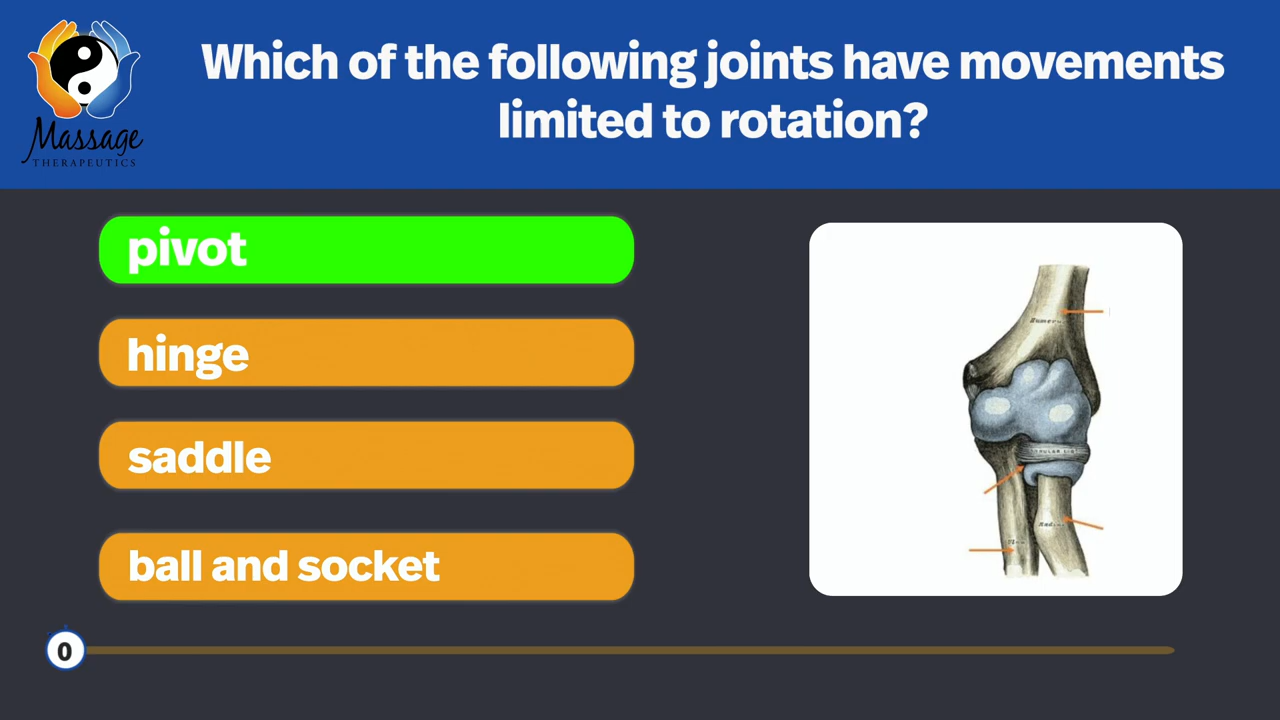 Massage
THERAPEUTICS
Which of the following joints have movements
limited to rotation?
pivot
hinge
saddle
ball and socket
0